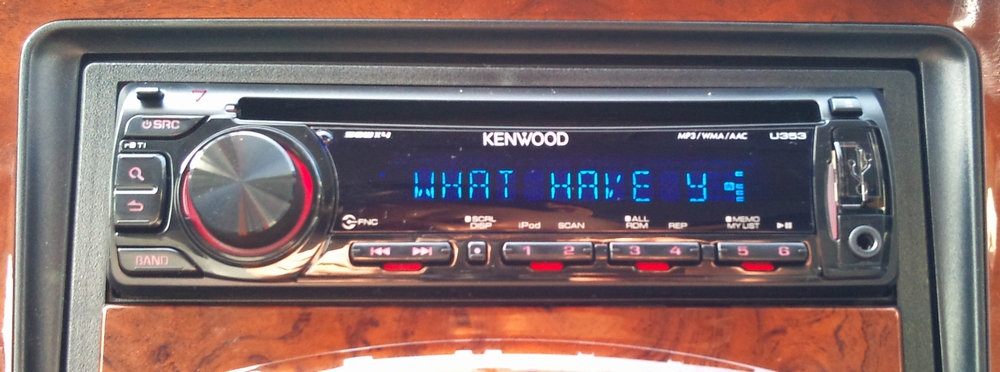 SRC
KENWOOD
MP3/WMA/AAC
U353
WHAT HAVE Y
FNC
SCRL
DISP
iPod
SCAN
ALL
RDM
REP
MEMO
MY LIST
BAND
1
2
3
4
5
6